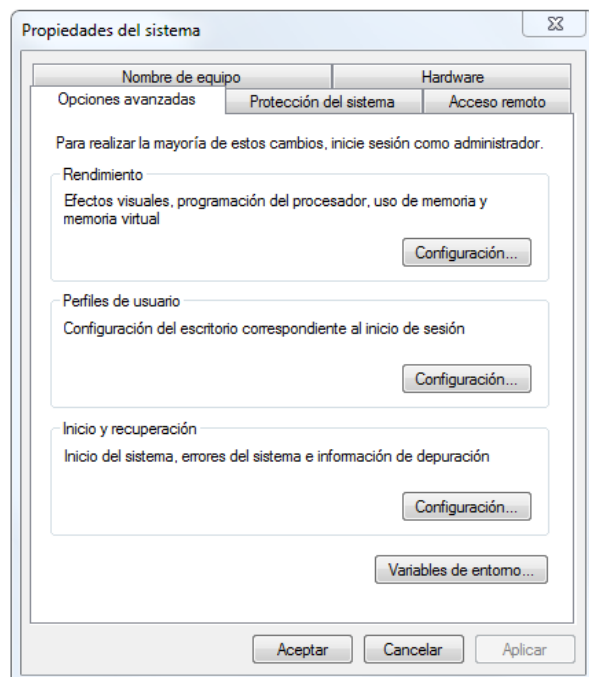 Propiedades del sistema
Nombre de equipo
Hardware
Opciones avanzadas
Protección del sistema
Acceso remoto
Para realizar la mayoría de estos cambios, inicie sesión como administrador.
Rendimiento
Efectos visuales, programación del procesador, uso de memoria y
memoria virtual
Configuración...
Perfiles de usuario
Configuración del escritorio correspondiente al inicio de sesión
Configuración...
Inicio y recuperación
Inicio del sistema, errores del sistema e información de depuración
Configuración...
Variables de entorno...
Aceptar
Cancelar
Aplicar